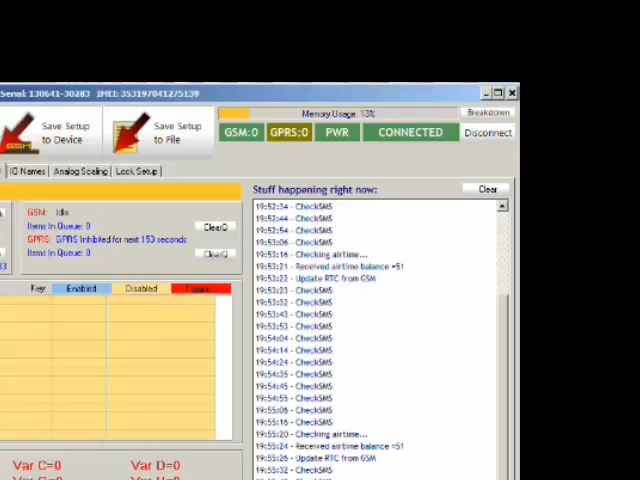 Serial: 130641-30283 IMEI: 353197041275139
Save Setup to Device
Save Setup to File
Memory Usage: 13%
Breakdown
GSM:0 GPRS:0 PWR CONNECTED Disconnect
IO Names Analog Scaling Lock Setup
Stuff happening right now:
Clear
GSM: Idle
Items In Queue: 0
ClearQ
GPRS: GPRS Inhibited for next 153 seconds
Items In Queue: 0
ClearQ
Key: Enabled Disabled
19:52:34 - CheckSMS
19:52:44 - CheckSMS
19:52:54 - CheckSMS
19:53:06 - CheckSMS
19:53:16 - Checking airtime...
19:53:21 - Received airtime balance =51
19:53:22 - Update RTC from GSM
19:53:23 - CheckSMS
19:53:32 - CheckSMS
19:53:43 - CheckSMS
19:53:53 - CheckSMS
19:54:04 - CheckSMS
19:54:14 - CheckSMS
19:54:24 - CheckSMS
19:54:35 - CheckSMS
19:54:45 - CheckSMS
19:54:55 - CheckSMS
19:55:06 - CheckSMS
19:55:16 - CheckSMS
19:55:20 - Checking airtime...
19:55:24 - Received airtime balance =51
19:55:26 - Update RTC from GSM
19:55:32 - CheckSMS
Var C=0 Var D=0